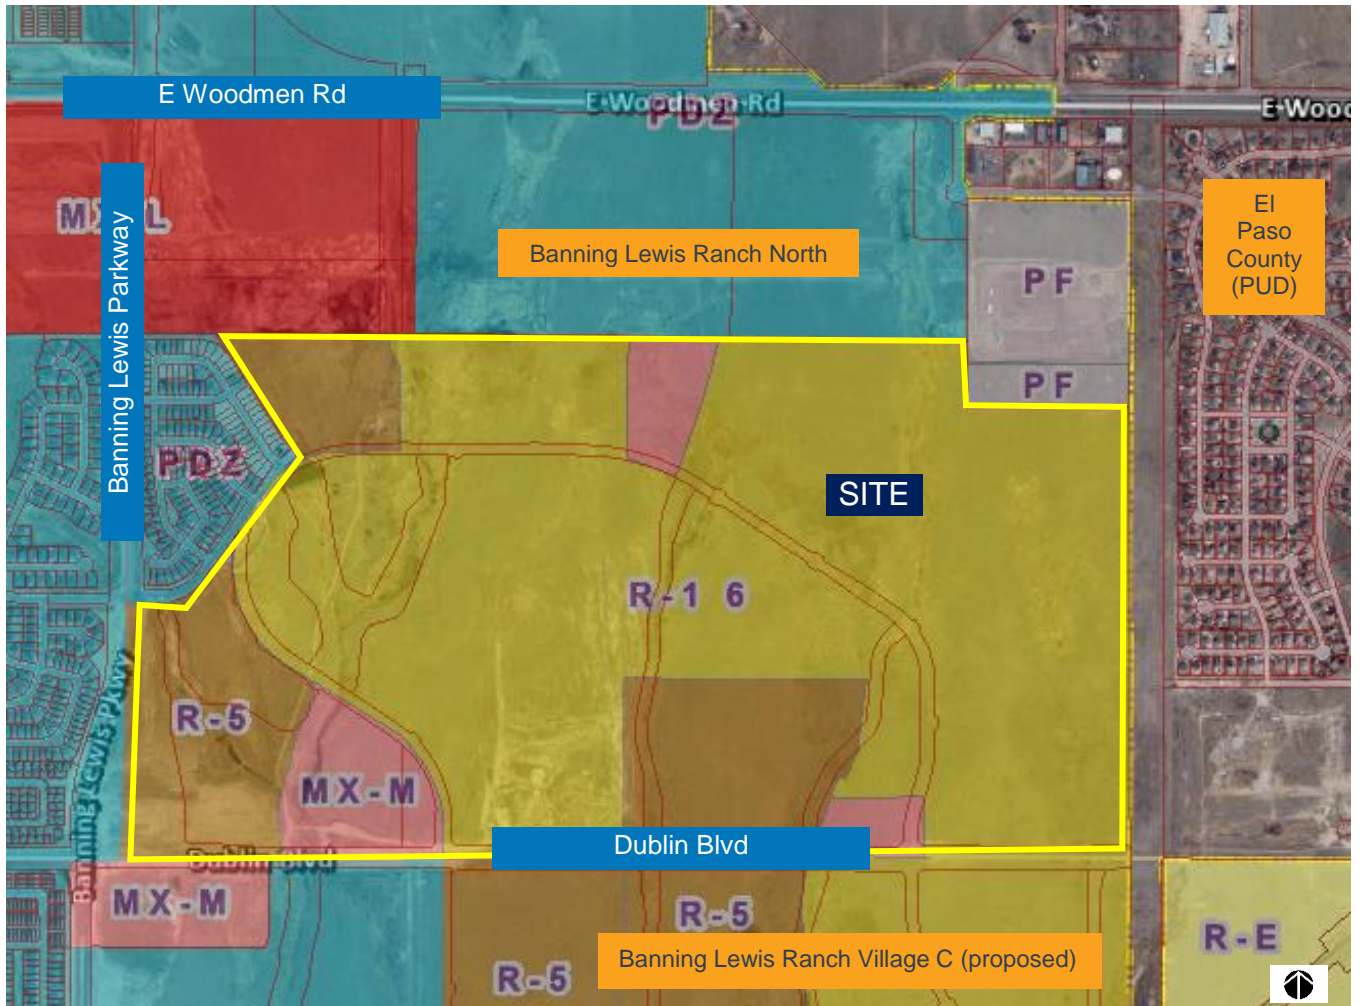 E Woodmen Rd
E Woodmen Rd
PDZ
E Wood
MX L
Banning Lewis Parkway
Banning Lewis Ranch North
El
Paso
County
(PUD)
PF
PF
PDZ
SITE
R-1 6
R-5
MX-M
Banning Lewis Pkwy
Dublin Blvd
Dublin Blvd
MX-M
R-5
R-5
Banning Lewis Ranch Village C (proposed)
R-E